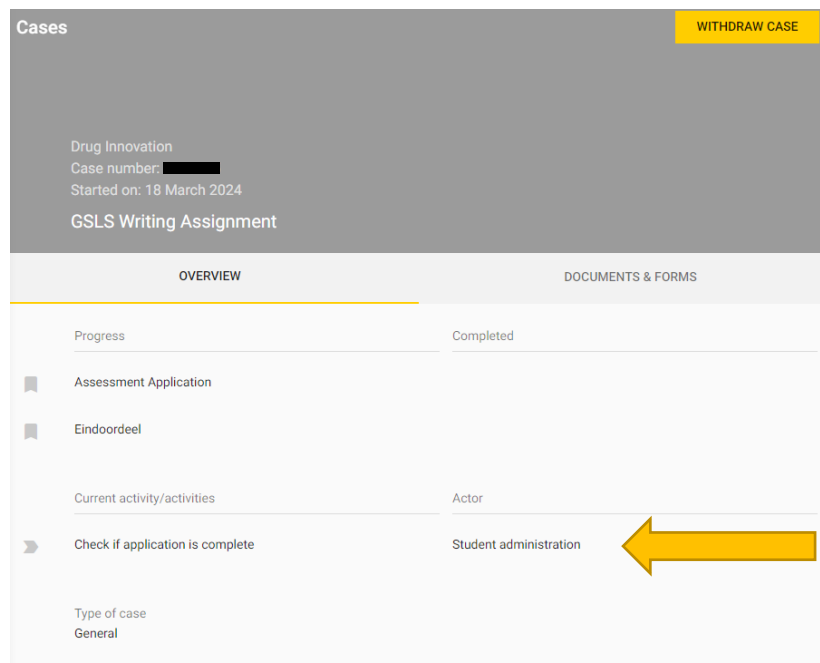 Cases
WITHDRAW CASE
Drug Innovation
Case number:
Started on: 18 March 2024
GSLS Writing Assignment
OVERVIEW
DOCUMENTS & FORMS
Progress
Completed
Assessment Application
Eindoordeel
Current activity/activities
Actor
Check if application is complete
Student administration
Type of case
General